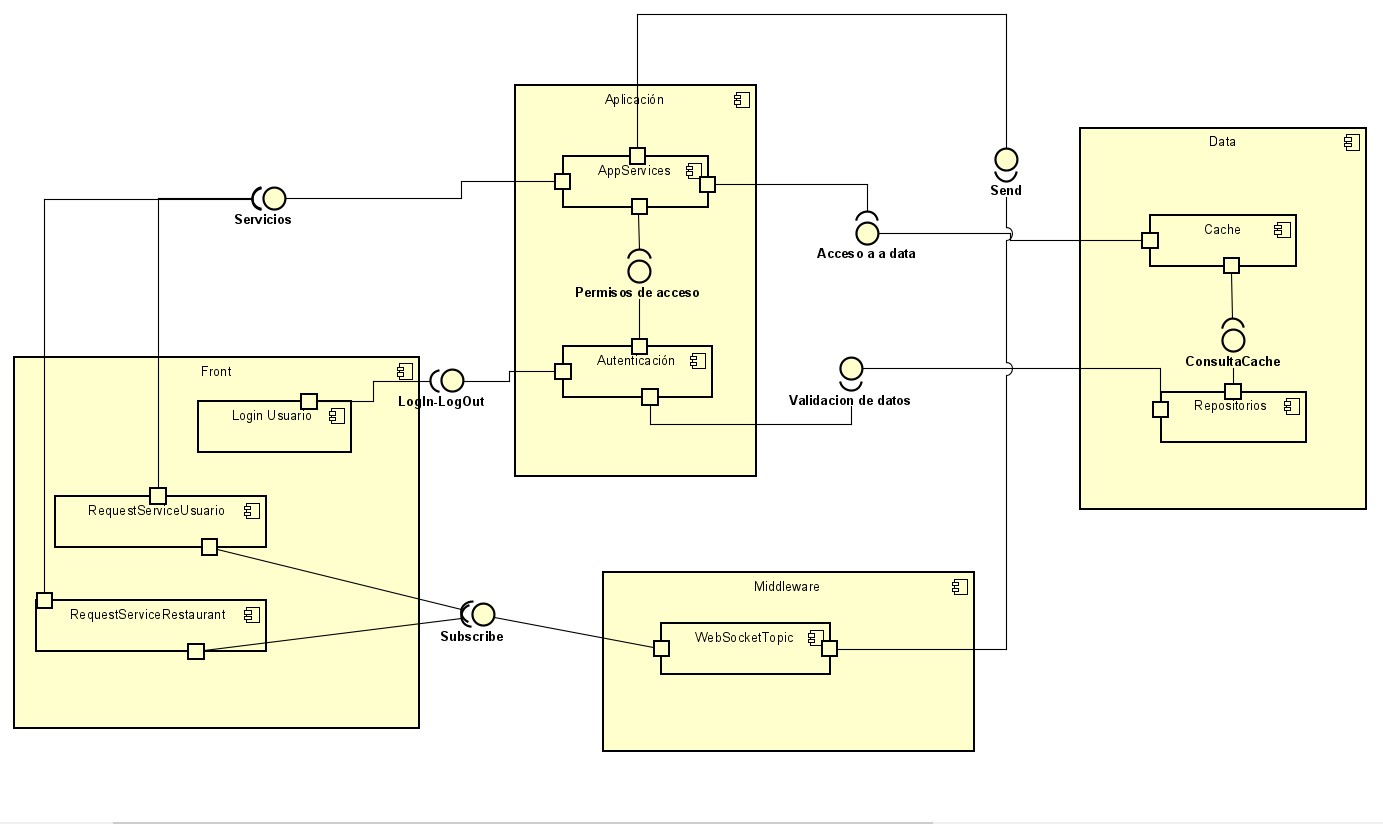 Aplicación
Data
AppServices
Send
Servicios
Cache
Acceso a a data
Permisos de acceso
Autenticación
ConsultaCache
Front
LogIn-LogOut
Validacion de datos
Repositorios
Login Usuario
RequestServiceUsuario
Middleware
RequestServiceRestaurant
Subscribe
WebSocketTopic